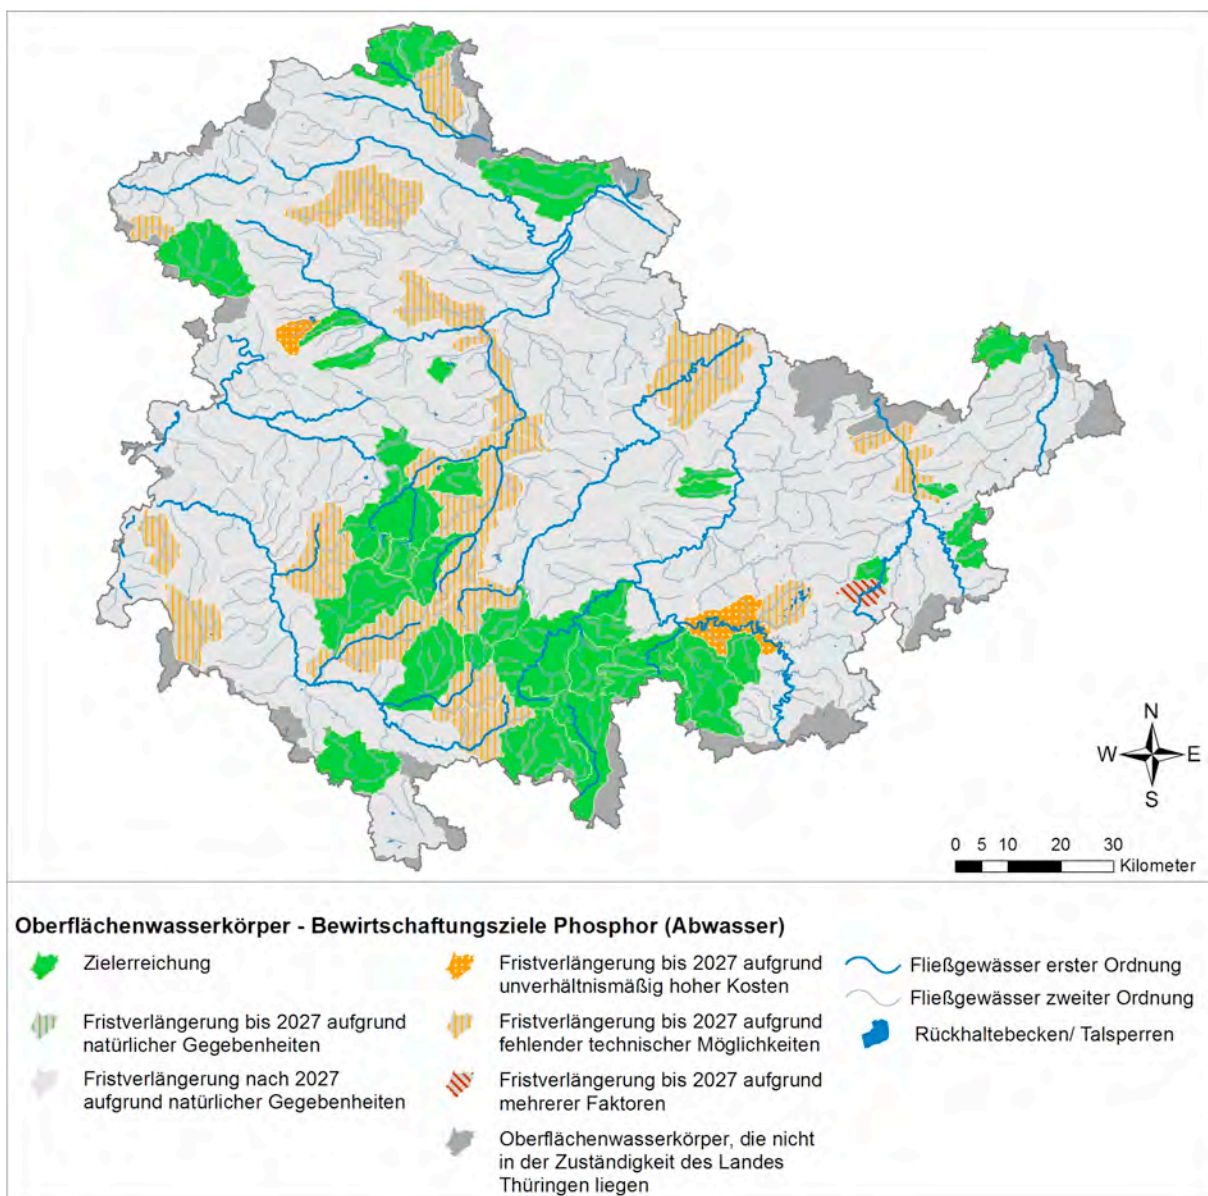 N
W E
S
0 5 10 20 30
Kilometer
Oberflächenwasserkörper - Bewirtschaftungsziele Phosphor (Abwasser)
Zielerreichung
Fristverlängerung bis 2027 aufgrund
natürlicher Gegebenheiten
Fristverlängerung nach 2027
aufgrund natürlicher Gegebenheiten
Fristverlängerung bis 2027 aufgrund
unverhältnismäßig hoher Kosten
Fristverlängerung bis 2027 aufgrund
fehlender technischer Möglichkeiten
Fristverlängerung bis 2027 aufgrund
mehrerer Faktoren
Oberflächenwasserkörper, die nicht
in der Zuständigkeit des Landes
Thüringen liegen
Fließgewässer erster Ordnung
Fließgewässer zweiter Ordnung
Rückhaltebecken/ Talsperren